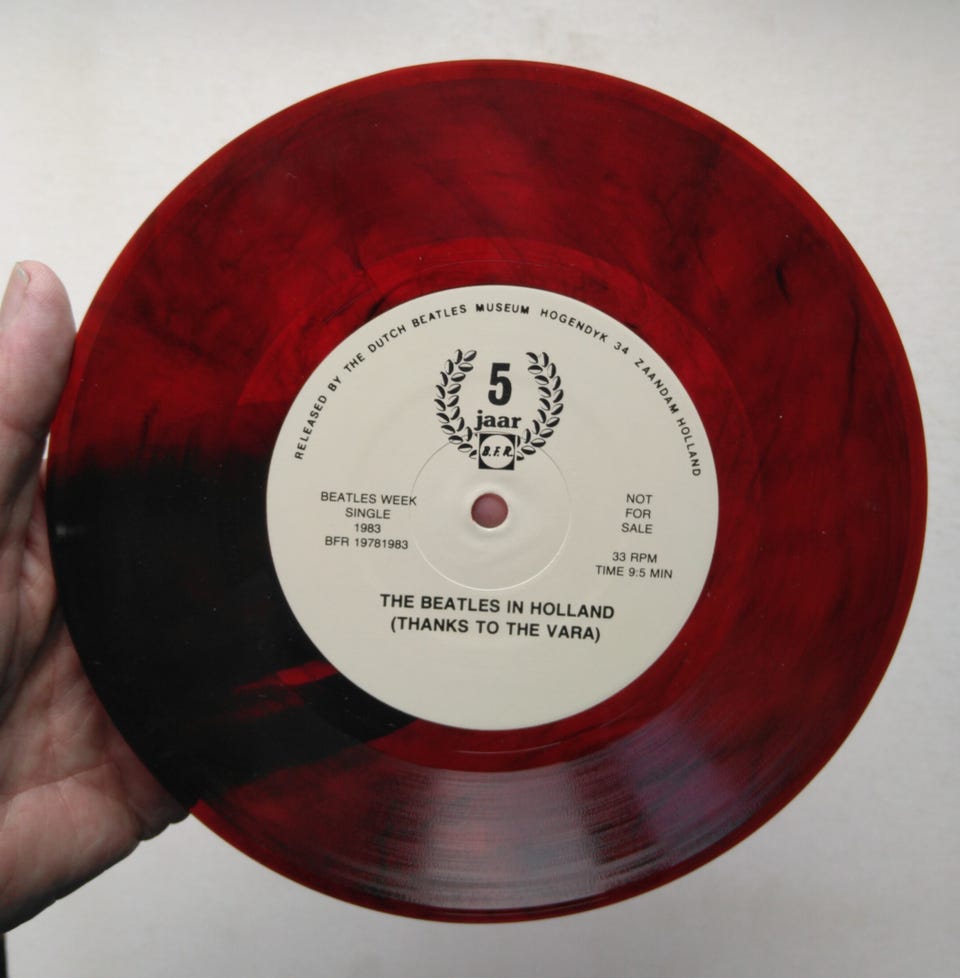 RELEASED BY THE DUTCH BEATLES MUSEUM HOGENDYK 34 ZAANDAM HOLLAND
5
jaar
B.F.R.
BEATLES WEEK
SINGLE
1983
BFR 19781983
NOT
FOR
SALE
33 RPM
TIME 9:5 MIN
THE BEATLES IN HOLLAND
(THANKS TO THE VARA)